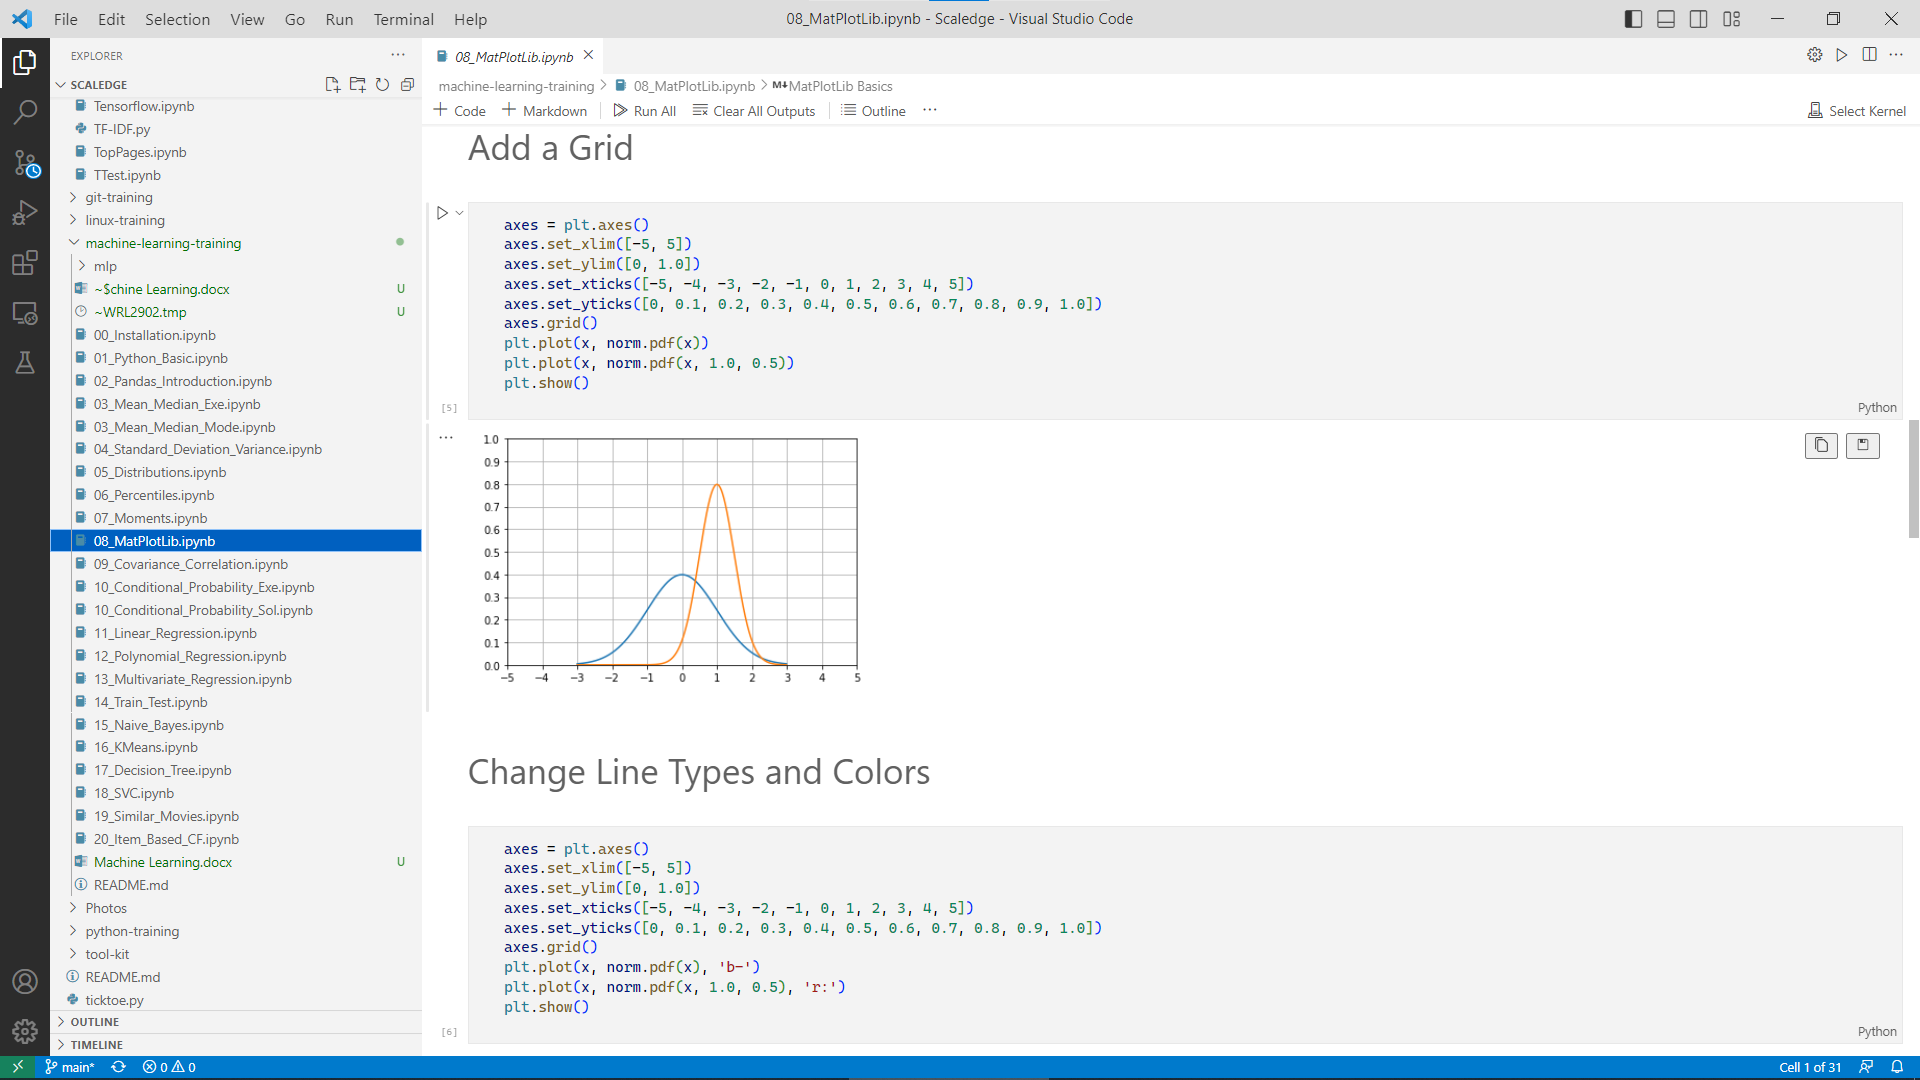 File Edit Selection View Go Run Terminal Help
08_MatPlotLib.ipynb - Scaledge - Visual Studio Code
EXPLORER
SCALEDGE
Tensorflow.ipynb
TF-IDF.py
TopPages.ipynb
TTest.ipynb
git-training
linux-training
machine-learning-training
mlp
~$chine Learning.docx U
~WRL2902.tmp U
00_Installation.ipynb
01_Python_Basic.ipynb
02_Pandas_Introduction.ipynb
03_Mean_Median_Exe.ipynb
03_Mean_Median_Mode.ipynb
04_Standard_Deviation_Variance.ipynb
05_Distributions.ipynb
06_Percentiles.ipynb
07_Moments.ipynb
08_MatPlotLib.ipynb
09_Covariance_Correlation.ipynb
10_Conditional_Probability_Exe.ipynb
10_Conditional_Probability_Sol.ipynb
11_Linear_Regression.ipynb
12_Polynomial_Regression.ipynb
13_Multivariate_Regression.ipynb
14_Train_Test.ipynb
15_Naive_Bayes.ipynb
16_KMeans.ipynb
17_Decision_Tree.ipynb
18_SVC.ipynb
19_Similar_Movies.ipynb
20_Item_Based_CF.ipynb
Machine Learning.docx U
README.md
Photos
python-training
tool-kit
README.md
ticktoe.py
OUTLINE
TIMELINE
08_MatPlotLib.ipynb
machine-learning-training > 08_MatPlotLib.ipynb > M↓MatPlotLib Basics
+ Code + Markdown Run All Clear All Outputs Outline ... Select Kernel
Add a Grid
axes = plt.axes()
axes.set_xlim([-5, 5])
axes.set_ylim([0, 1.0])
axes.set_xticks([-5, -4, -3, -2, -1, 0, 1, 2, 3, 4, 5])
axes.set_yticks([0, 0.1, 0.2, 0.3, 0.4, 0.5, 0.6, 0.7, 0.8, 0.9, 1.0])
axes.grid()
plt.plot(x, norm.pdf(x))
plt.plot(x, norm.pdf(x, 1.0, 0.5))
plt.show()
[5] Python
1.0
0.9
0.8
0.7
0.6
0.5
0.4
0.3
0.2
0.1
0.0
−5 −4 −3 −2 −1 0 1 2 3 4 5
Change Line Types and Colors
axes = plt.axes()
axes.set_xlim([-5, 5])
axes.set_ylim([0, 1.0])
axes.set_xticks([-5, -4, -3, -2, -1, 0, 1, 2, 3, 4, 5])
axes.set_yticks([0, 0.1, 0.2, 0.3, 0.4, 0.5, 0.6, 0.7, 0.8, 0.9, 1.0])
axes.grid()
plt.plot(x, norm.pdf(x), 'b-')
plt.plot(x, norm.pdf(x, 1.0, 0.5), 'r:')
plt.show()
[6] Python
main* 0 0 Cell 1 of 31